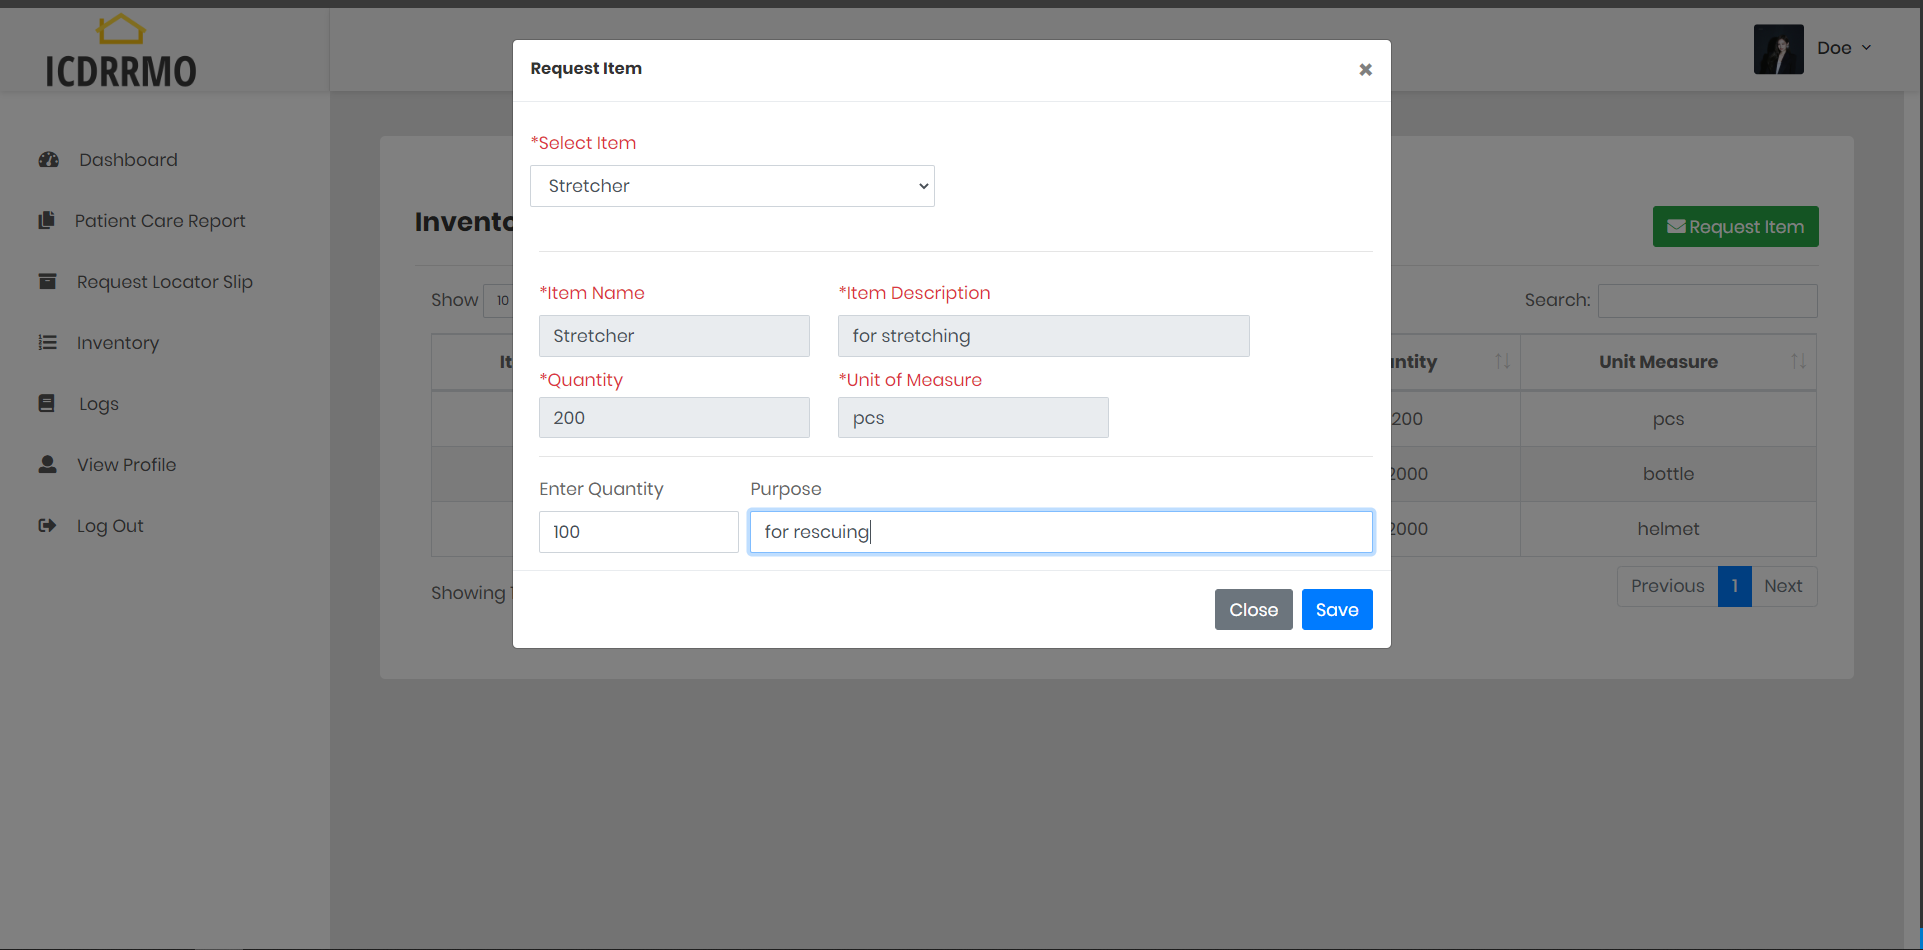 ICDRRMO
Doe
Dashboard
Patient Care Report
Request Locator Slip
Inventory
Logs
View Profile
Log Out
Request Item
×
*Select Item
Stretcher
*Item Name
*Item Description
Stretcher
for stretching
*Quantity
*Unit of Measure
200
pcs
Enter Quantity
Purpose
100
for rescuing
Close
Save
Request Item
Show 10
Search:
Unit Measure
200
pcs
2000
bottle
2000
helmet
Showing
Previous
1
Next